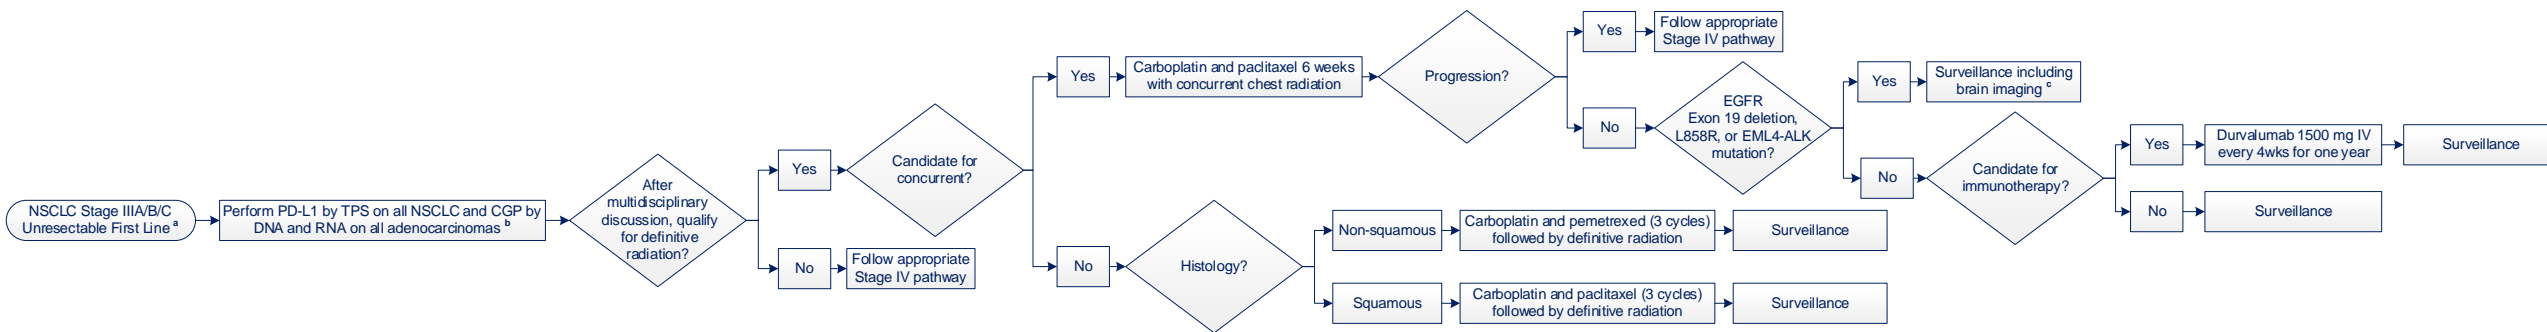 NSCLC Stage IIIA/B/C
Unresectable First Line a
Perform PD-L1 by TPS on all NSCLC and CGP by
DNA and RNA on all adenocarcinomas b
After
multidisciplinary
discussion, qualify
for definitive
radiation?
Yes
No
Follow appropriate
Stage IV pathway
Candidate for
concurrent?
Yes
No
Carboplatin and paclitaxel 6 weeks
with concurrent chest radiation
Progression?
Yes
Follow appropriate
Stage IV pathway
No
EGFR
Exon 19 deletion,
L858R, or EML4-ALK
mutation?
Yes
Surveillance including
brain imaging c
No
Candidate for
immunotherapy?
Yes
Durvalumab 1500 mg IV
every 4wks for one year
Surveillance
No
Surveillance
Histology?
Non-squamous
Carboplatin and pemetrexed (3 cycles)
followed by definitive radiation
Surveillance
Squamous
Carboplatin and paclitaxel (3 cycles)
followed by definitive radiation
Surveillance